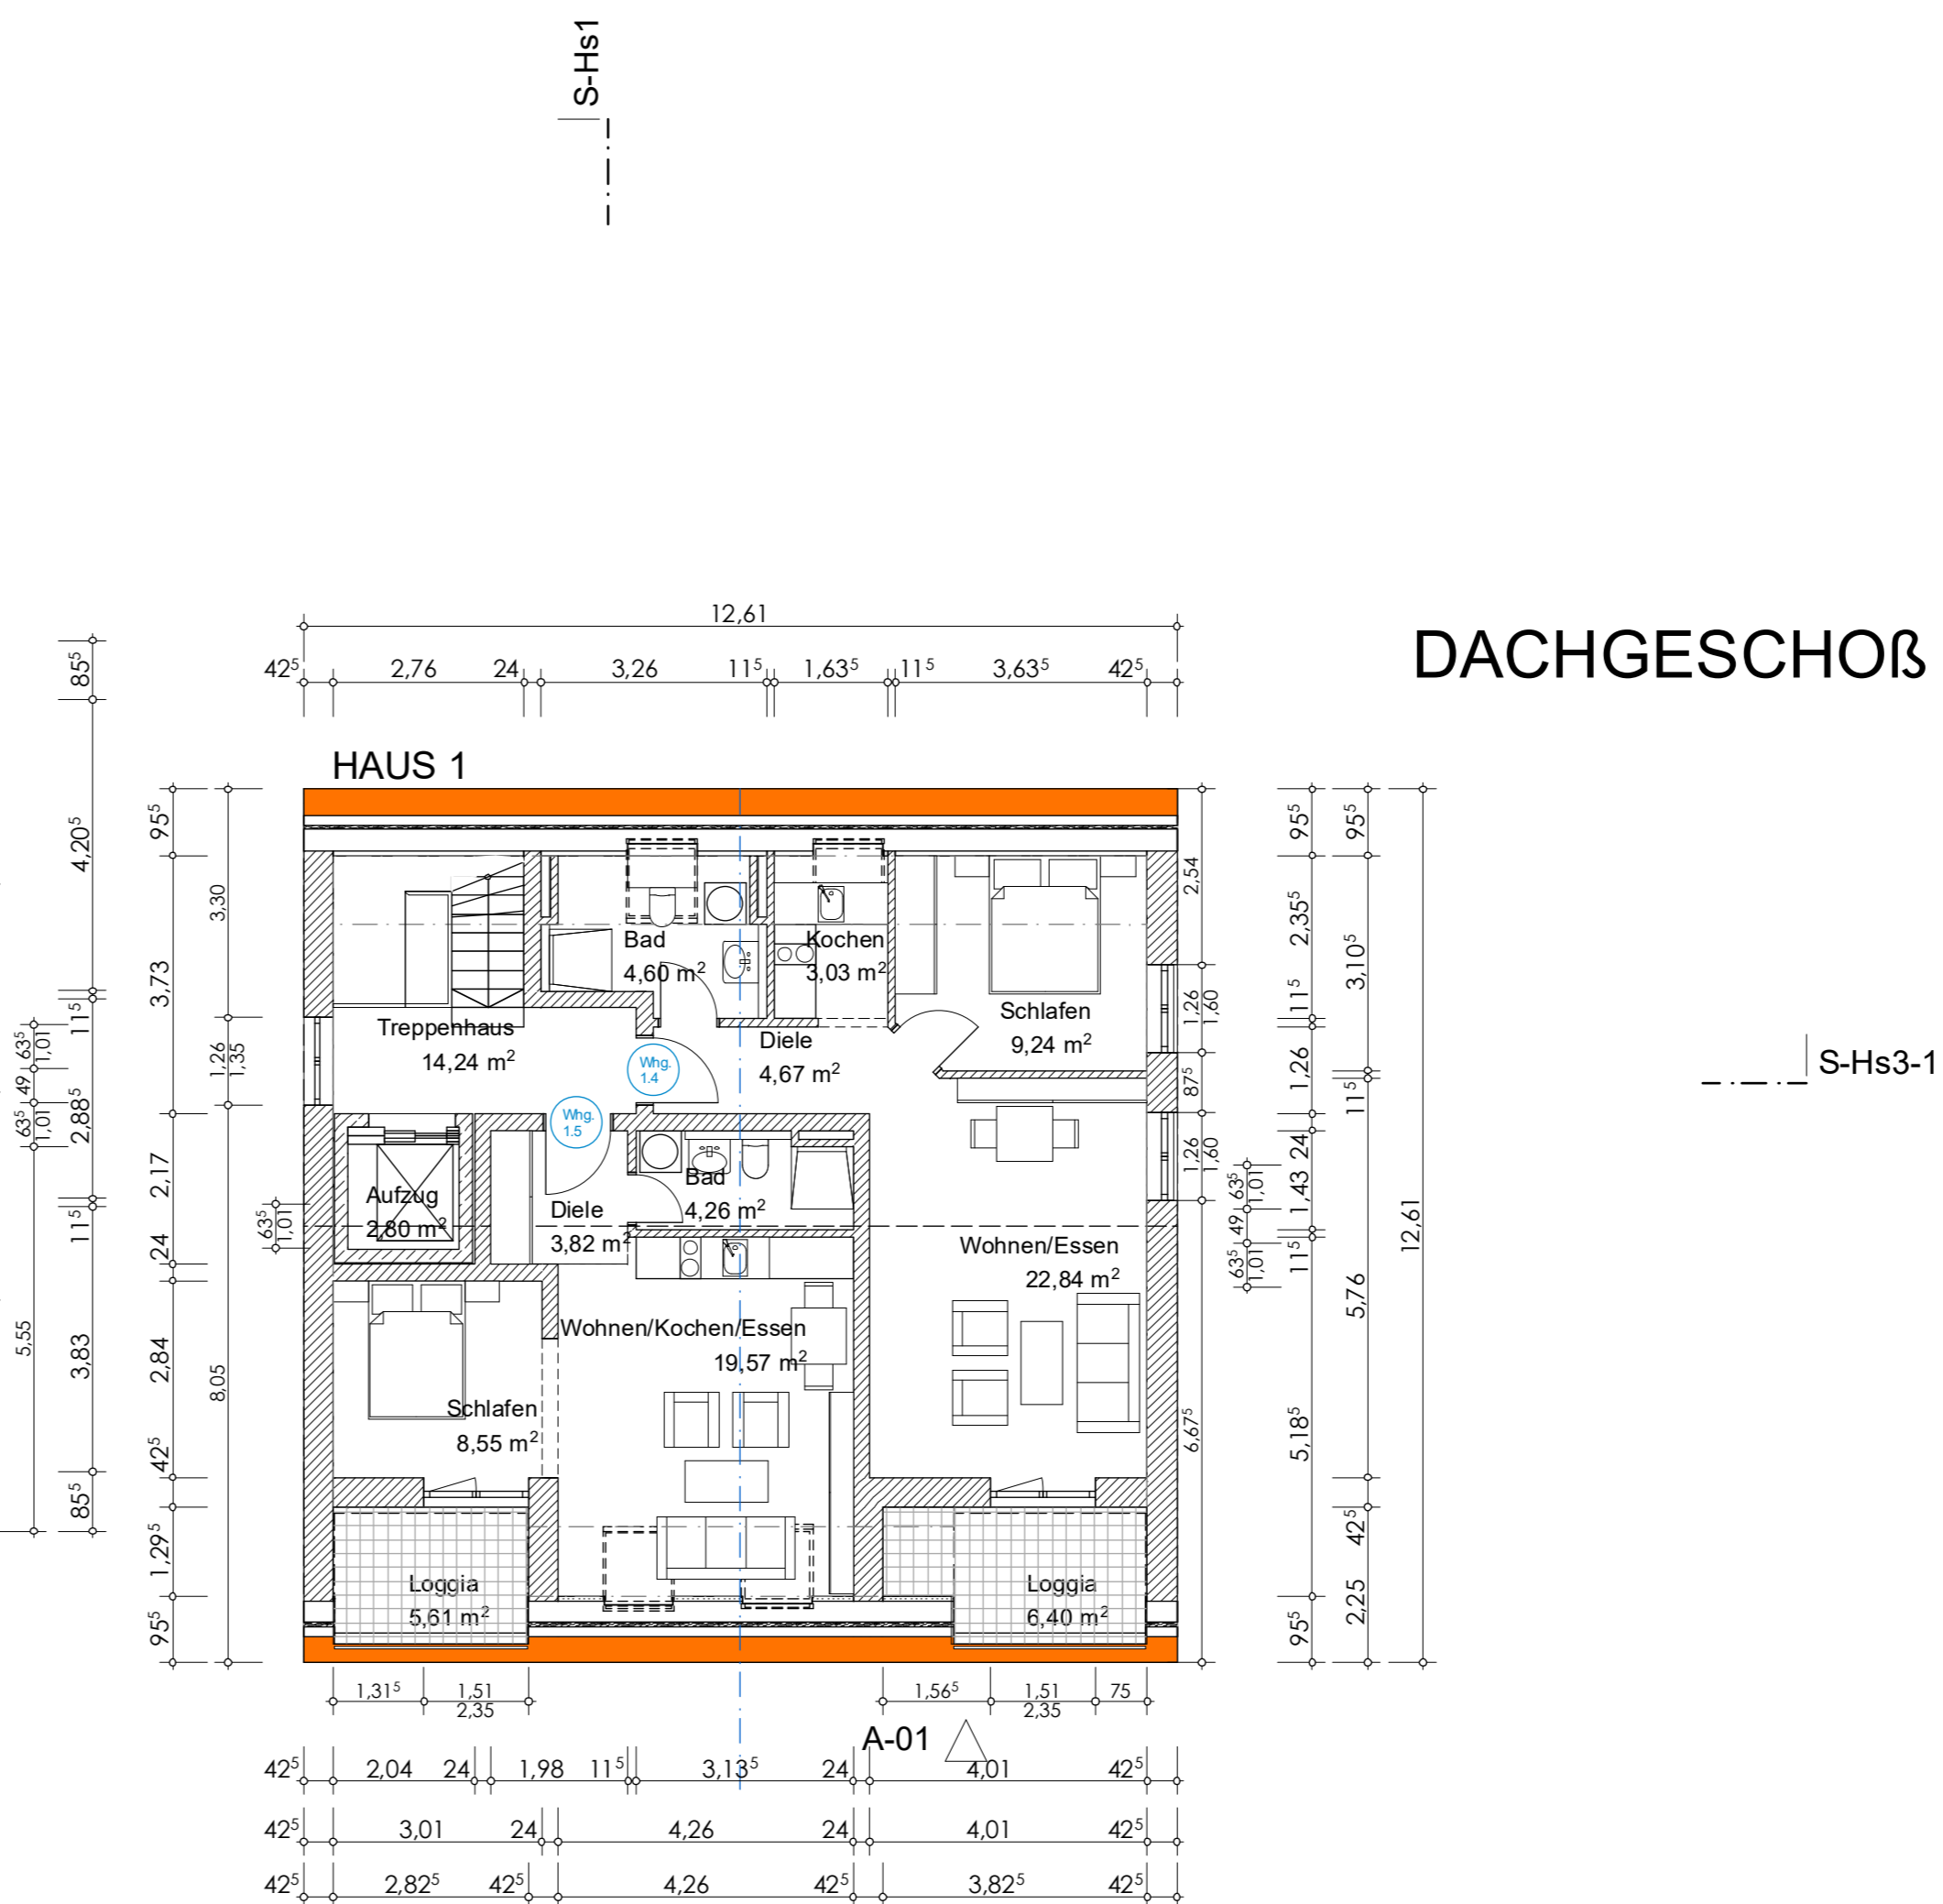 S-Hs1
12,61
DACHGESCHOß
42⁵ 2,76 24 3,26 11⁵ 1,63⁵ 11⁵ 3,63⁵ 42⁵
HAUS 1
85⁵
4,20⁵
11⁵
2,88⁵
11⁵
3,83
85⁵
63⁵
1,01
49
63⁵
1,01
5,55
95⁵
3,73
2,17
24
2,84
42⁵
1,29⁵
95⁵
3,30
1,26
1,35
8,05
63⁵
1,01
Bad
4,60 m²
Kochen
3,03 m²
Schlafen
9,24 m²
Treppenhaus
14,24 m²
Diele
4,67 m²
Whg.
1.4
Whg.
1.5
Aufzug
2,80 m²
Diele
3,82 m²
Bad
4,26 m²
Wohnen/Essen
22,84 m²
Wohnen/Kochen/Essen
19,57 m²
Schlafen
8,55 m²
Loggia
5,61 m²
Loggia
6,40 m²
2,54
1,26
1,60
87⁵
1,26
1,60
6,67⁵
63⁵
1,01
49
63⁵
1,01
95⁵
2,35⁵
11⁵
1,26
24
1,43
11⁵
5,18⁵
95⁵
95⁵
3,10⁵
11⁵
5,76
42⁵
2,25
12,61
S-Hs3-1
1,31⁵ 1,51
2,35
1,56⁵ 1,51 75
2,35
A-01
42⁵ 2,04 24 1,98 11⁵ 3,13⁵ 24 4,01 42⁵
42⁵ 3,01 24 4,26 24 4,01 42⁵
42⁵ 2,82⁵ 42⁵ 4,26 42⁵ 3,82⁵ 42⁵